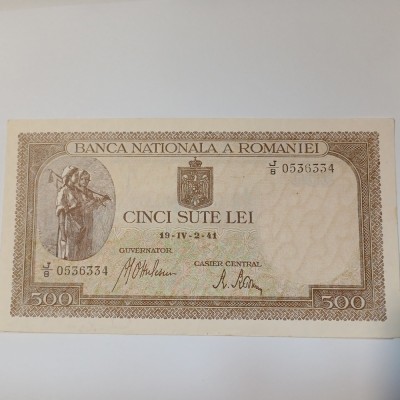 BANCA NATIONALA A ROMANIEI
J/8 0536334
CINCI SUTE LEI
19-IV-2-41
GUVERNATOR
CASIER CENTRAL
J/8 0536334
500
500